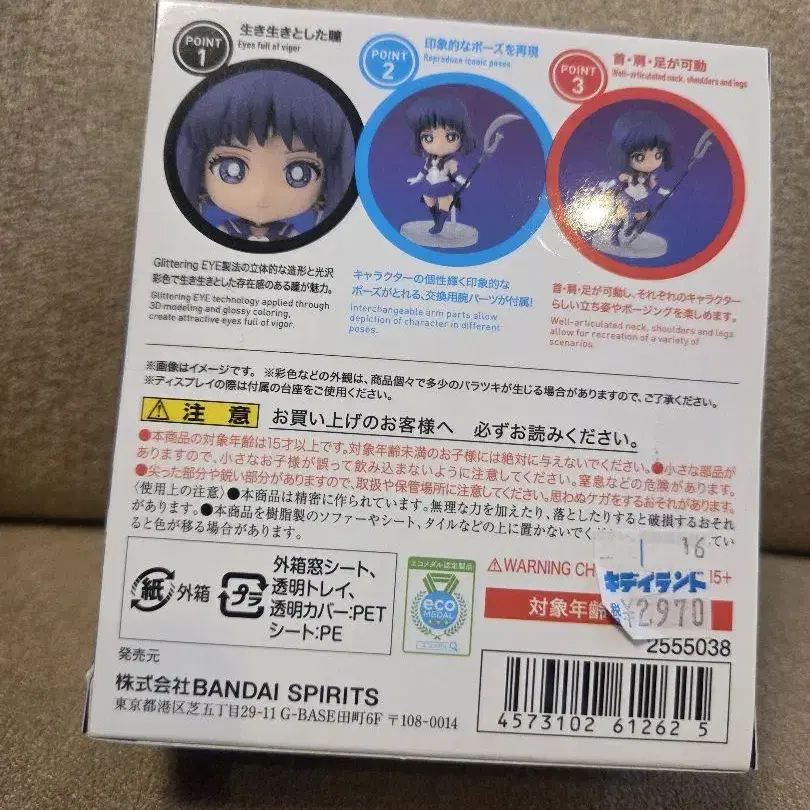 POINT 1
生き生きとした瞳
Eyes full of vigor
POINT 2
印象的なポーズを再現
Reproduce iconic poses
POINT 3
首・肩・足が可動
Well-articulated neck, shoulders and legs
Glittering EYE製法の立体的な造形と光沢
彩色で生き生きとした存在感のある瞳が魅力。
Glittering EYE technology applied through
3D modeling and glossy coloring,
create attractive eyes full of vigor.
キャラクターの個性輝く印象的な
ポーズがとれる、交換用腕パーツが付属!
Interchangeable arm parts allow
depiction of character in different
poses.
首・肩・足が可動し、それぞれのキャラクター
らしい立ち姿やポージングを楽しめます。
Well-articulated neck, shoulders and legs
allow for recreation of a variety of
scenarios.
※画像はイメージです。 ※彩色などの外観は、商品個々で多少のバラツキが生じる場合がありますので、ご了承ください。
※ディスプレイの際は付属の台座をご使用ください。
注意 お買い上げのお客様へ 必ずお読みください。
●本商品の対象年齢は15才以上です。対象年齢未満のお子様には絶対に与えないでください。●小さな部品が
ありますので、小さなお子様が誤って飲み込まないように注意してください。窒息などの危険があります。
●尖った部分や鋭い部分がありますので、取扱や保管場所に注意してください。思わぬケガをするおそれがあります。
〈使用上の注意〉●本商品は精密に作られています。無理な力を加えたり、落としたりすると破損するおそれ
があります。●本商品を樹脂製のソファーやシート、タイルなどの上に置かないでくだ
ると色が移る場合があります。
紙 外箱
プラ
外箱窓シート、
透明トレイ、
透明カバー:PET
シート:PE
エコメダル認定製品
eco
MEDAL
⚠WARNING CH
15+
対象年齢
16
キデイランド
¥2,970
2555038
発売元
株式会社BANDAI SPIRITS
東京都港区芝五丁目29-11 G-BASE田町6F 〒108-0014
4573102 612625